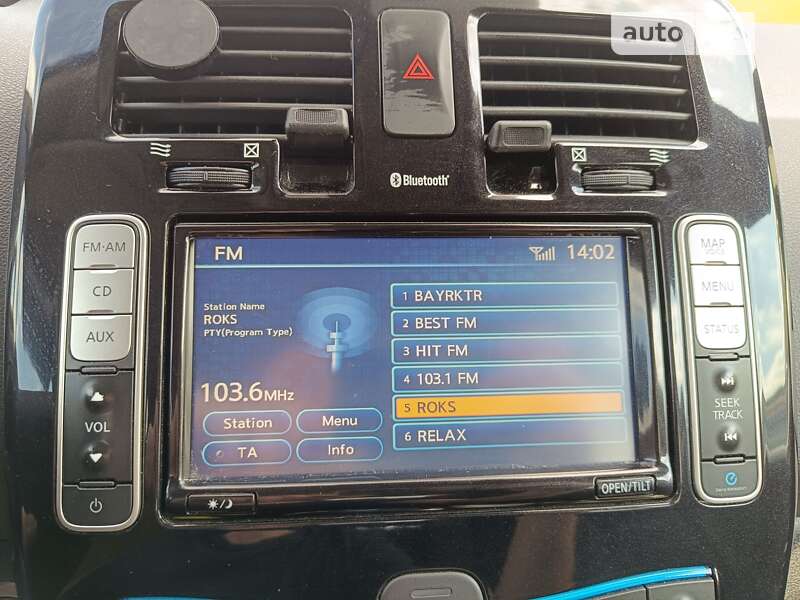 auto
Bluetooth
FM·AM
CD
AUX
VOL
FM
14:02
Station Name
ROKS
PTY(Program Type)
103.6MHz
Station
Menu
TA
Info
1 BAYRKTR
2 BEST FM
3 HIT FM
4 103.1 FM
5 ROKS
6 RELAX
OPEN/TILT
MAP
VOICE
MENU
STATUS
SEEK
TRACK